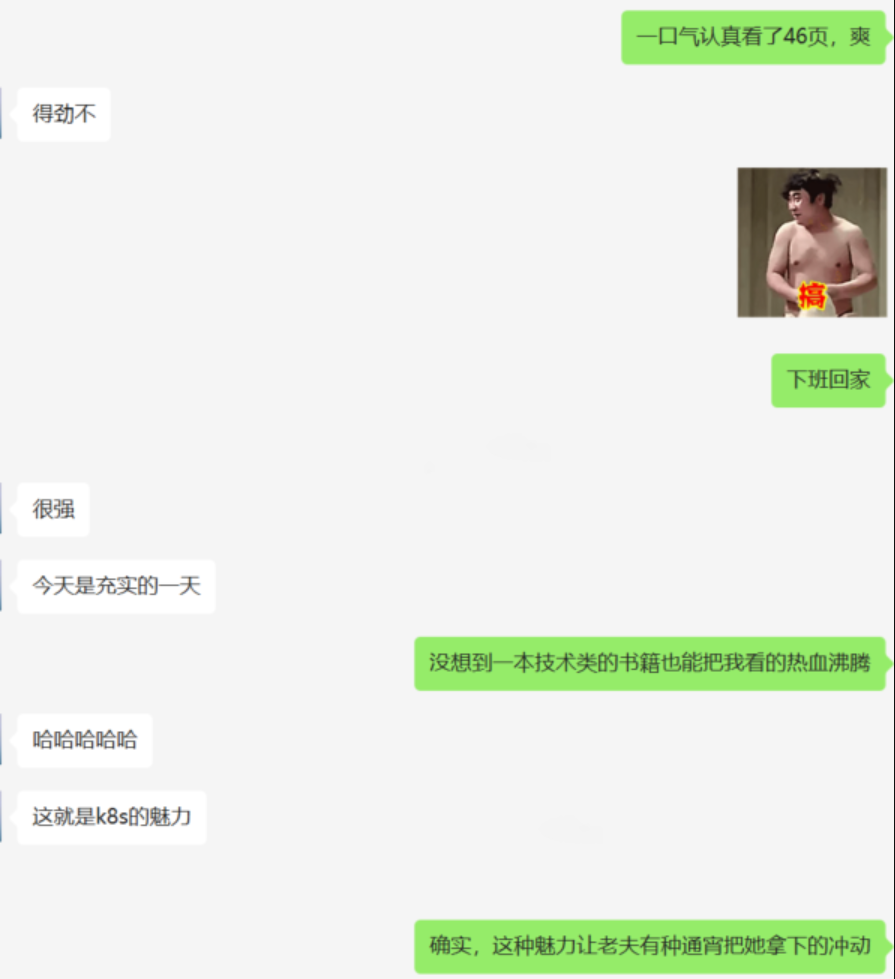 一口气认真看了46页，爽
得劲不
搞
下班回家
很强
今天是充实的一天
没想到一本技术类的书籍也能把我看的热血沸腾
哈哈哈哈哈
这就是k8s的魅力
确实，这种魅力让老夫有种通宵把她拿下的冲动